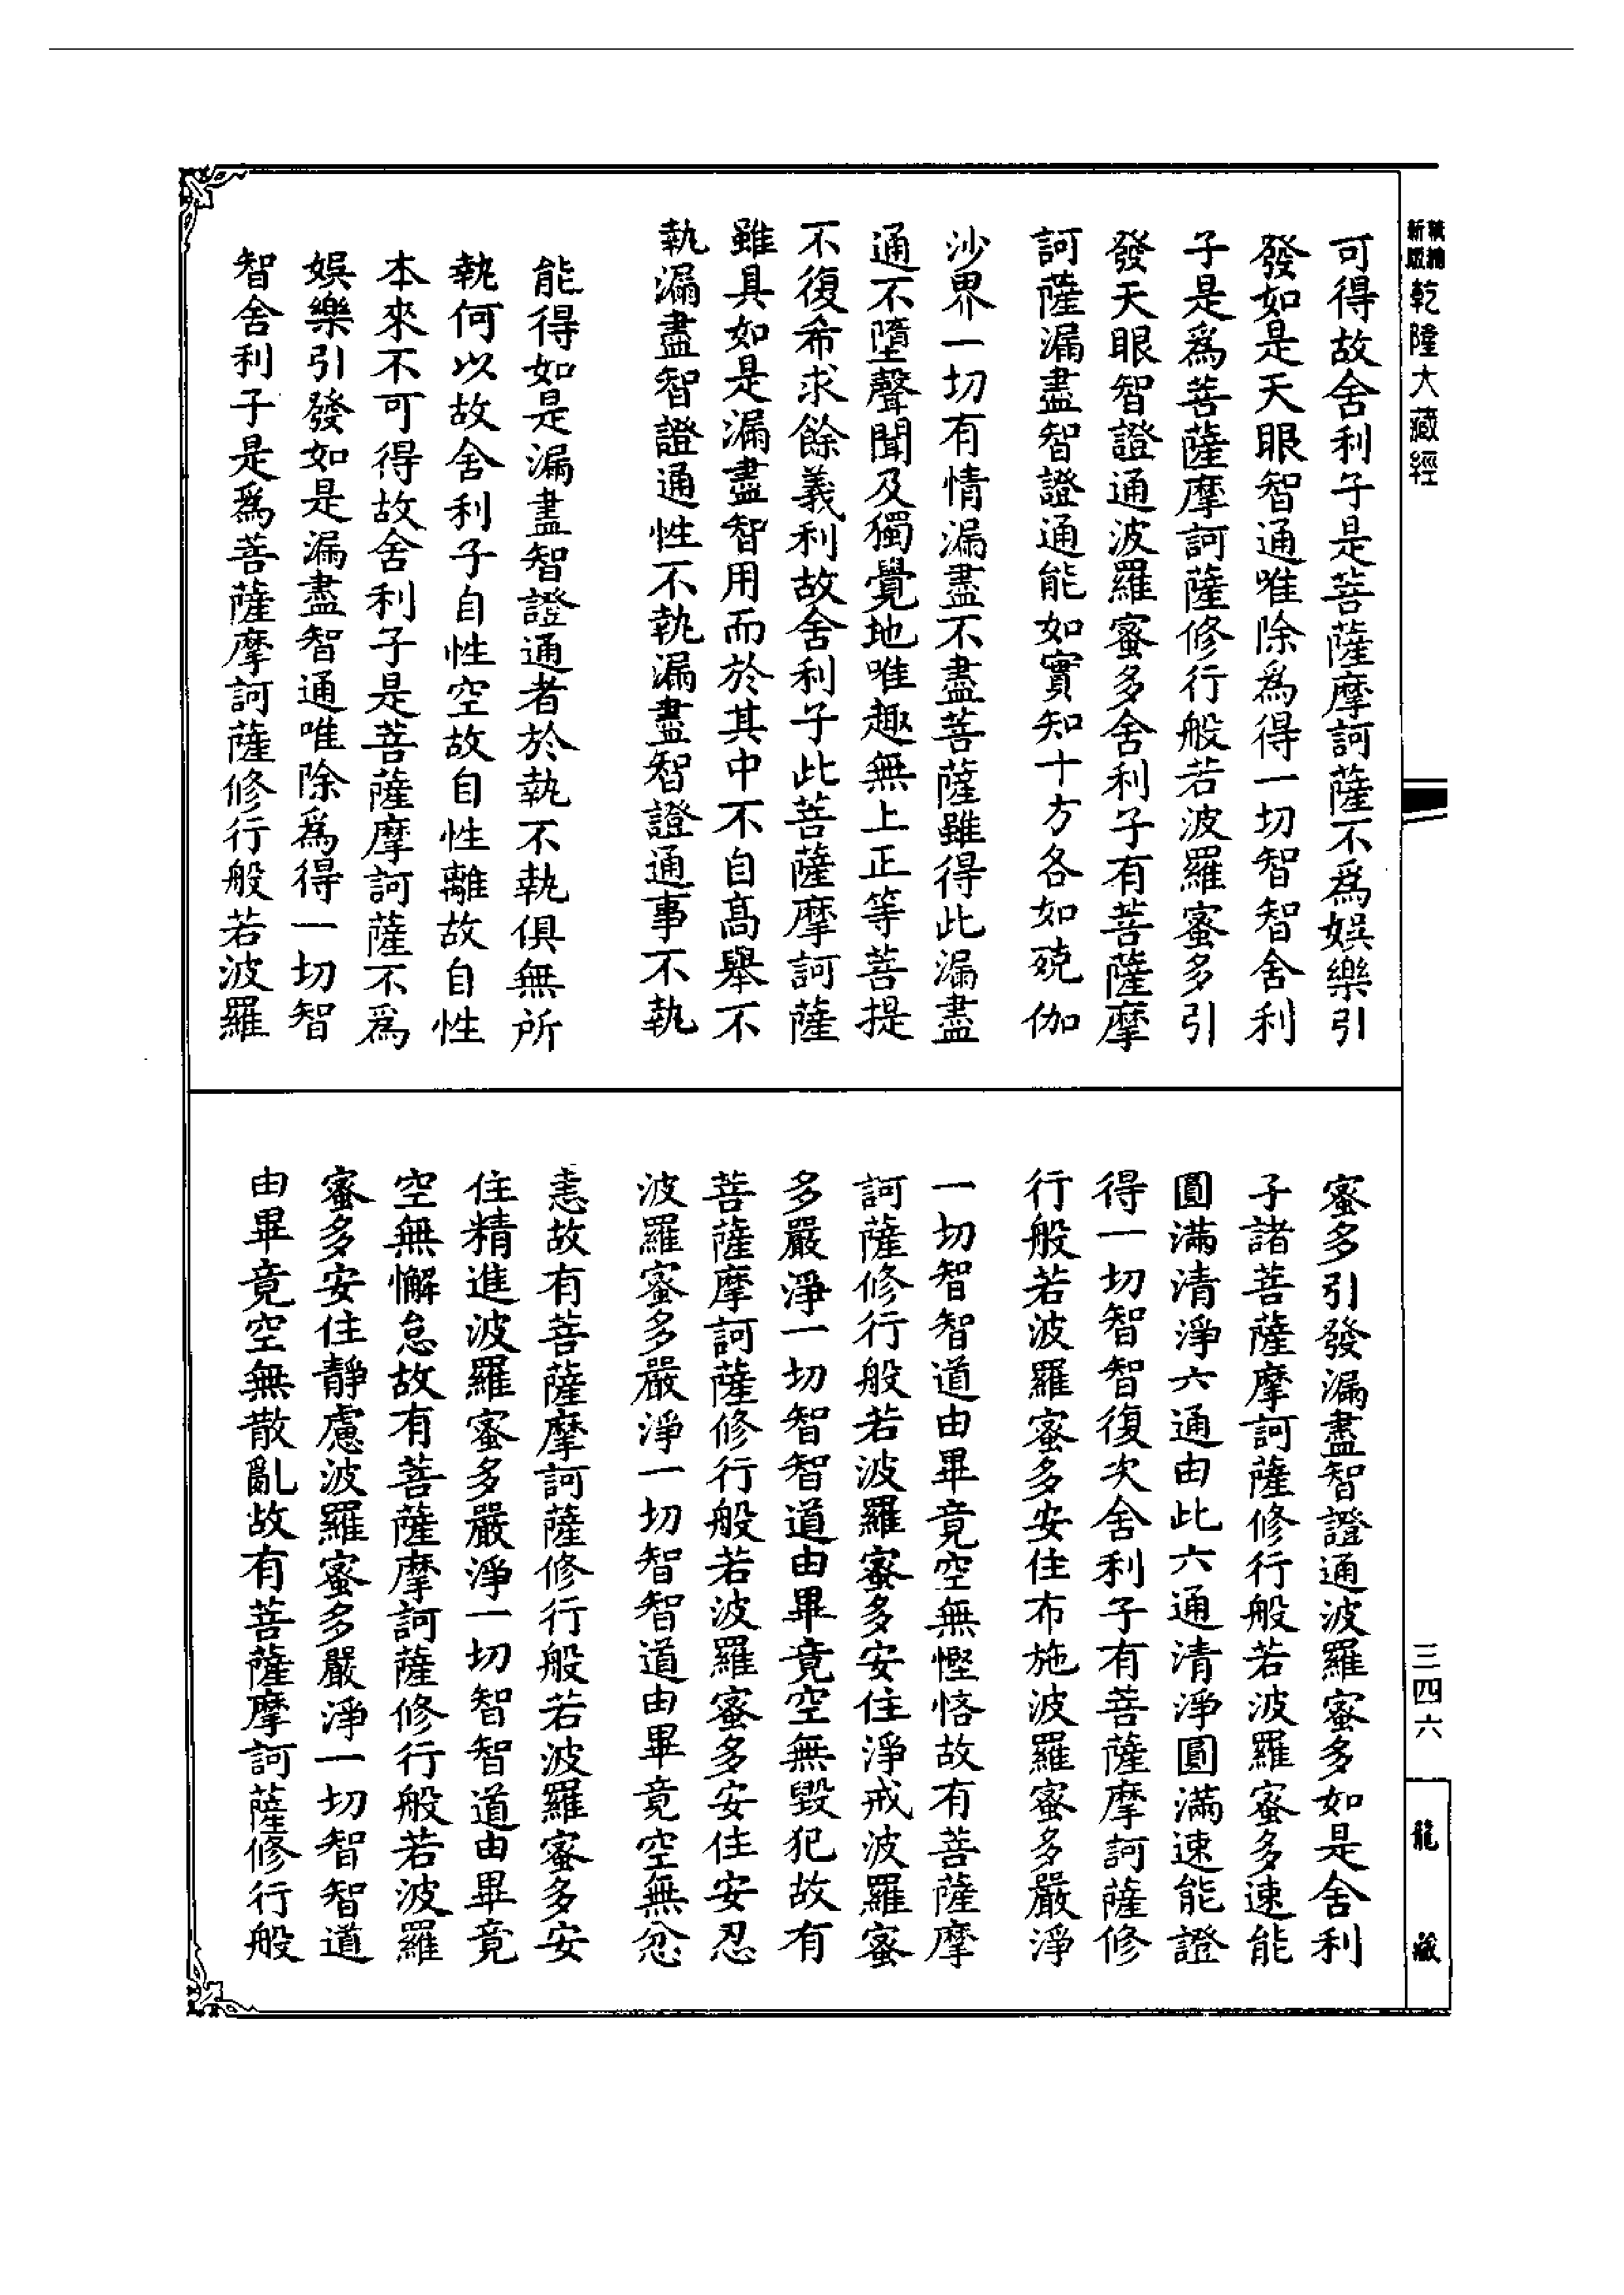 新版
乾隆大藏經
可得故舍利子是菩薩摩訶薩不爲娛樂引
發如是天眼智通唯除爲得一切智智舍利
子是爲菩薩摩訶薩修行般若波羅蜜多引
發天眼智證通波羅蜜多舍利子有菩薩摩
訶薩漏盡智證通能如實知十方各如殑伽
沙界一切有情漏盡不盡菩薩雖得此漏盡
通不墮聲聞及獨覺地唯趣無上正等菩提
不復希求餘義利故舍利子此菩薩摩訶薩
雖具如是漏盡智用而於其中不自高舉不
執漏盡智證通性不執漏盡智證通事不執
能得如是漏盡智證通者於執不執俱無所
執何以故舍利子自性空故自性離故自性
本來不可得故舍利子是菩薩摩訶薩不爲
娛樂引發如是漏盡智通唯除爲得一切智
智舍利子是爲菩薩摩訶薩修行般若波羅
蜜多引發漏盡智證通波羅蜜多如是舍利
子諸菩薩摩訶薩修行般若波羅蜜多速能
圓滿清淨六通由此六通清淨圓滿速能證
得一切智智復次舍利子有菩薩摩訶薩修
行般若波羅蜜多安住布施波羅蜜多嚴淨
一切智智道由畢竟空無慳悋故有菩薩摩
訶薩修行般若波羅蜜多安住淨戒波羅蜜
多嚴淨一切智智道由畢竟空無毀犯故有
菩薩摩訶薩修行般若波羅蜜多安住安忍
波羅蜜多嚴淨一切智智道由畢竟空無忿
恚故有菩薩摩訶薩修行般若波羅蜜多安
住精進波羅蜜多嚴淨一切智智道由畢竟
空無懈怠故有菩薩摩訶薩修行般若波羅
蜜多安住靜慮波羅蜜多嚴淨一切智智道
由畢竟空無散亂故有菩薩摩訶薩修行般
三四六
龍藏